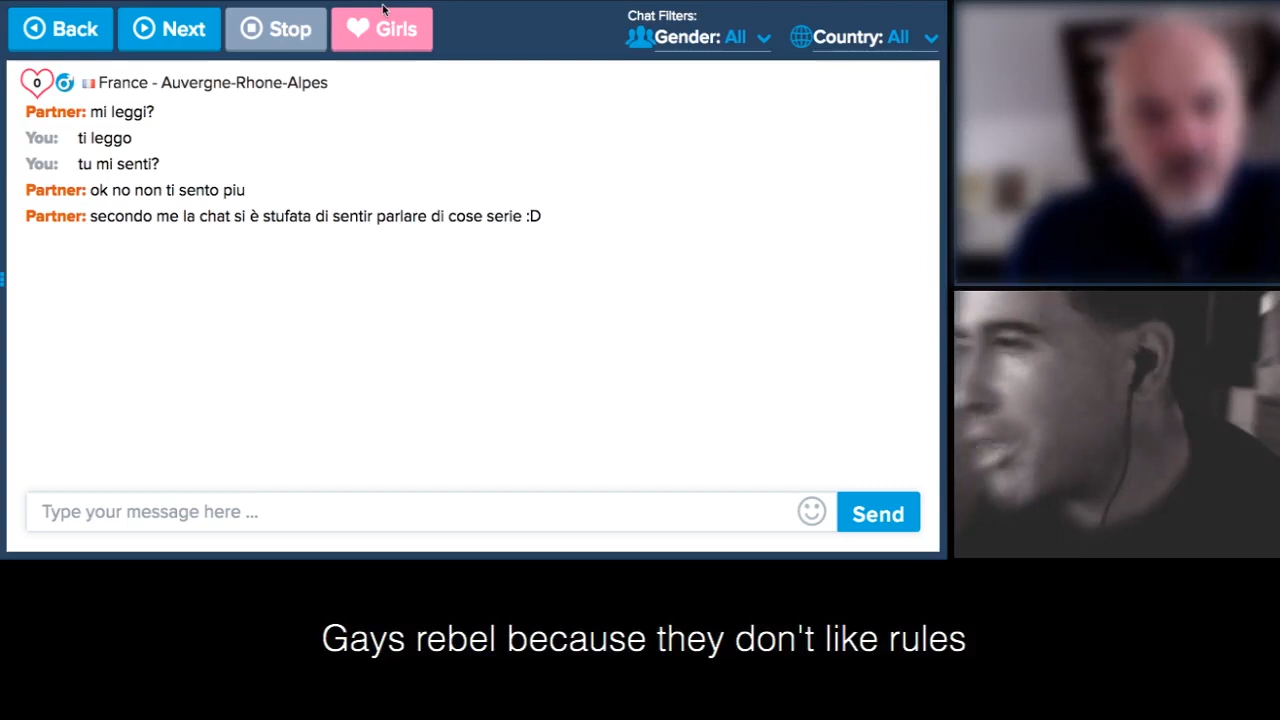 Back Next Stop Girls
Chat Filters:
Gender: All Country: All
0 France - Auvergne-Rhone-Alpes
Partner: mi leggi?
You: ti leggo
You: tu mi senti?
Partner: ok no non ti sento piu
Partner: secondo me la chat si è stufata di sentir parlare di cose serie :D
Type your message here ...
Send
Gays rebel because they don't like rules